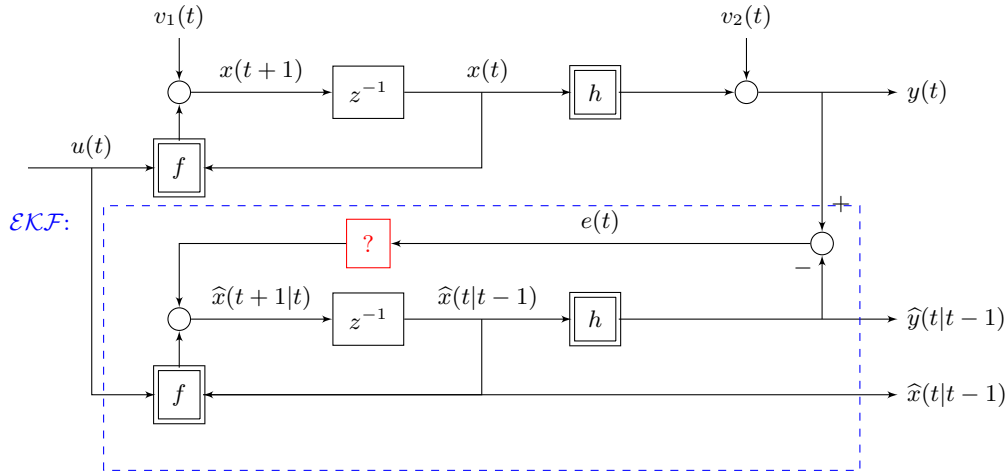 v₁(t) v₂(t)
x(t + 1) z⁻¹ x(t) h y(t)
u(t) f
+
ℰ𝒦ℱ: ? e(t)
−
x̂(t + 1|t) z⁻¹ x̂(t|t − 1) h ŷ(t|t − 1)
f x̂(t|t − 1)